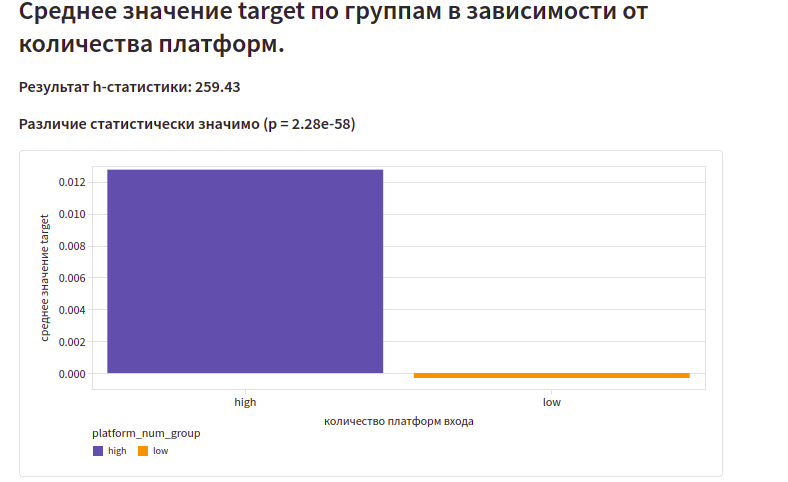 Среднее значение target по группам в зависимости от
количества платформ.
Результат h-статистики: 259.43
Различие статистически значимо (p = 2.28e-58)
среднее значение target
0.012
0.010
0.008
0.006
0.004
0.002
0.000
high
low
количество платформ входа
platform_num_group
high
low